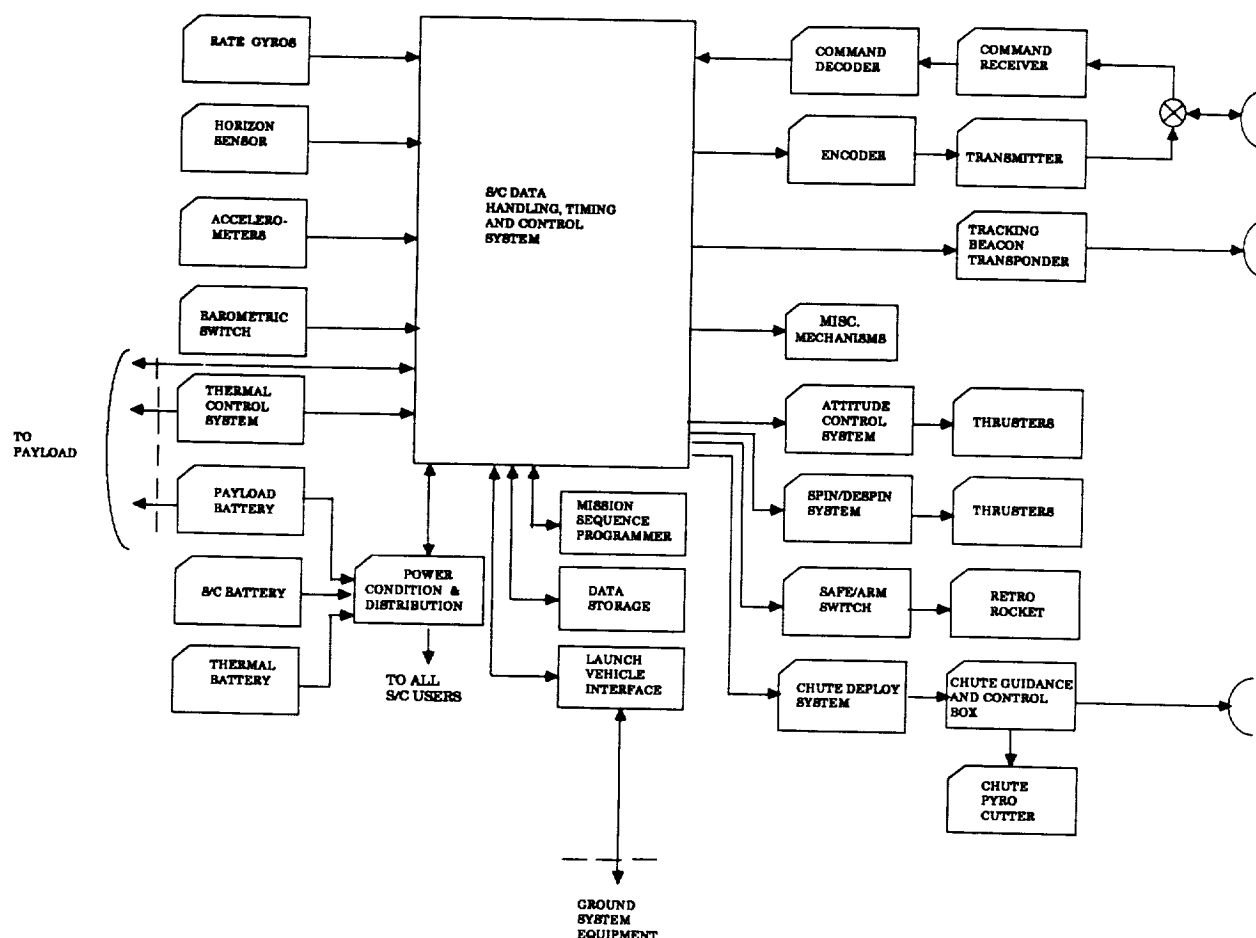 RATE GYROS
HORIZON
SENSOR
ACCELERO-
METERS
BAROMETRIC
SWITCH
THERMAL
CONTROL
SYSTEM
TO
PAYLOAD
PAYLOAD
BATTERY
S/C BATTERY
THERMAL
BATTERY
POWER
CONDITION &
DISTRIBUTION
TO ALL
S/C USERS
S/C DATA
HANDLING, TIMING
AND CONTROL
SYSTEM
MISSION
SEQUENCE
PROGRAMMER
DATA
STORAGE
LAUNCH
VEHICLE
INTERFACE
GROUND
SYSTEM
EQUIPMENT
COMMAND
DECODER
COMMAND
RECEIVER
ENCODER
TRANSMITTER
TRACKING
BEACON
TRANSPONDER
MISC.
MECHANISMS
ATTITUDE
CONTROL
SYSTEM
THRUSTERS
SPIN/DESPIN
SYSTEM
THRUSTERS
SAFE/ARM
SWITCH
RETRO
ROCKET
CHUTE DEPLOY
SYSTEM
CHUTE GUIDANCE
AND CONTROL
BOX
CHUTE
PYRO
CUTTER